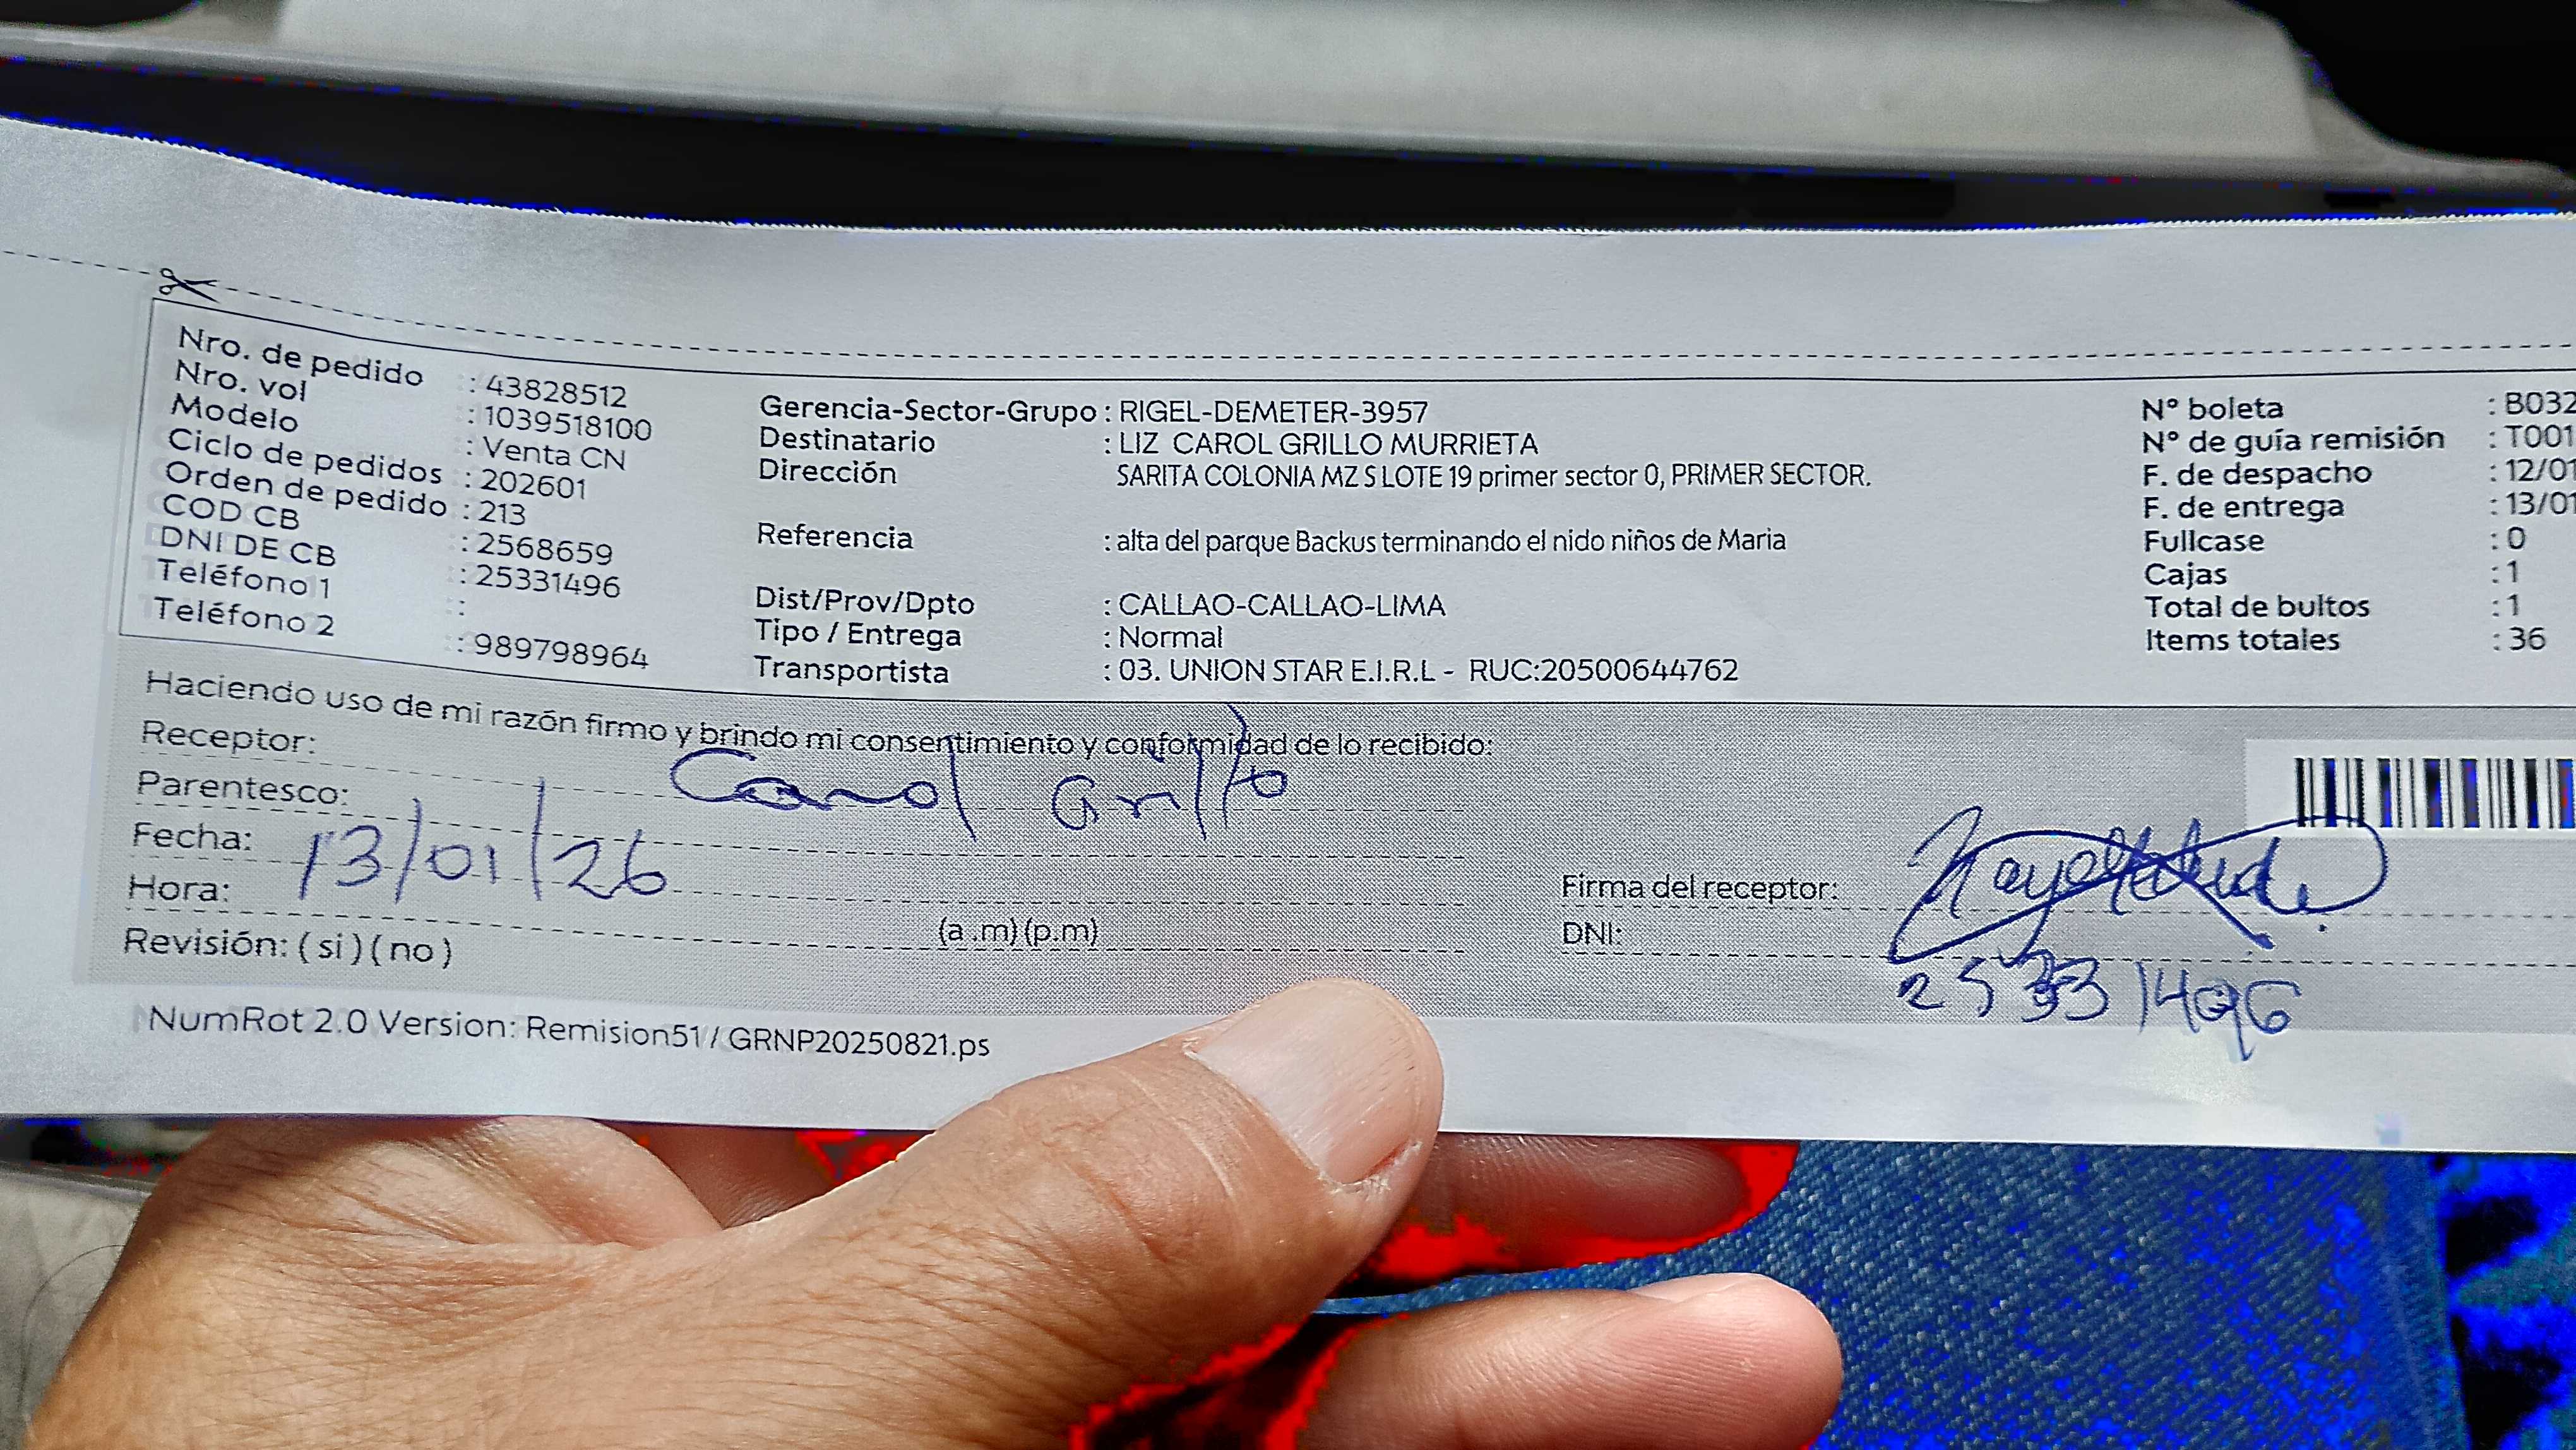 Nro. de pedido : 43828512
Nro. vol : 1039518100
Modelo : Venta CN
Ciclo de pedidos : 202601
Orden de pedido : 213
COD CB : 2568659
DNI DE CB : 25331496
Teléfono 1 :
Teléfono 2 : 989798964
Gerencia-Sector-Grupo : RIGEL-DEMETER-3957
Destinatario : LIZ CAROL GRILLO MURRIETA
Dirección SARITA COLONIA MZ S LOTE 19 primer sector 0, PRIMER SECTOR.
Referencia : alta del parque Backus terminando el nido niños de Maria
Dist/Prov/Dpto : CALLAO-CALLAO-LIMA
Tipo / Entrega : Normal
Transportista : 03. UNION STAR E.I.R.L - RUC:20500644762
N° boleta : B032
N° de guía remisión : T001
F. de despacho : 12/01
F. de entrega : 13/01
Fullcase : 0
Cajas : 1
Total de bultos : 1
Items totales : 36
Haciendo uso de mi razón firmo y brindo mi consentimiento y conformidad de lo recibido:
Receptor: Carol Grillo
Parentesco:
Fecha: 13/01/26
Hora: (a .m) (p.m)
Revisión: ( si ) ( no )
Firma del receptor:
DNI: 25331496
NumRot 2.0 Version: Remision51 / GRNP20250821.ps